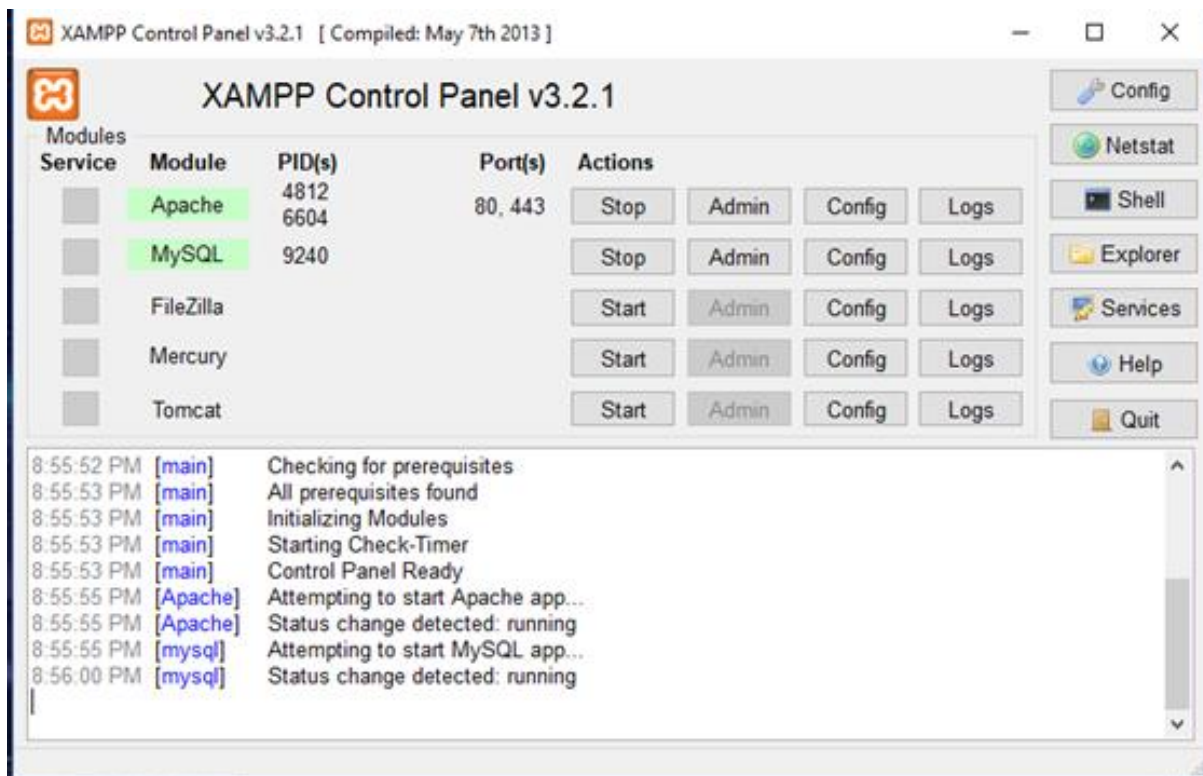 XAMPP Control Panel v3.2.1 [ Compiled: May 7th 2013 ]
XAMPP Control Panel v3.2.1
Config
Modules
Service Module PID(s) Port(s) Actions
Netstat
Apache 4812 6604 80, 443 Stop Admin Config Logs
Shell
MySQL 9240 Stop Admin Config Logs
Explorer
FileZilla Start Admin Config Logs
Services
Mercury Start Admin Config Logs
Help
Tomcat Start Admin Config Logs
Quit
8:55:52 PM [main] Checking for prerequisites
8:55:53 PM [main] All prerequisites found
8:55:53 PM [main] Initializing Modules
8:55:53 PM [main] Starting Check-Timer
8:55:53 PM [main] Control Panel Ready
8:55:55 PM [Apache] Attempting to start Apache app...
8:55:55 PM [Apache] Status change detected: running
8:55:55 PM [mysql] Attempting to start MySQL app...
8:56:00 PM [mysql] Status change detected: running